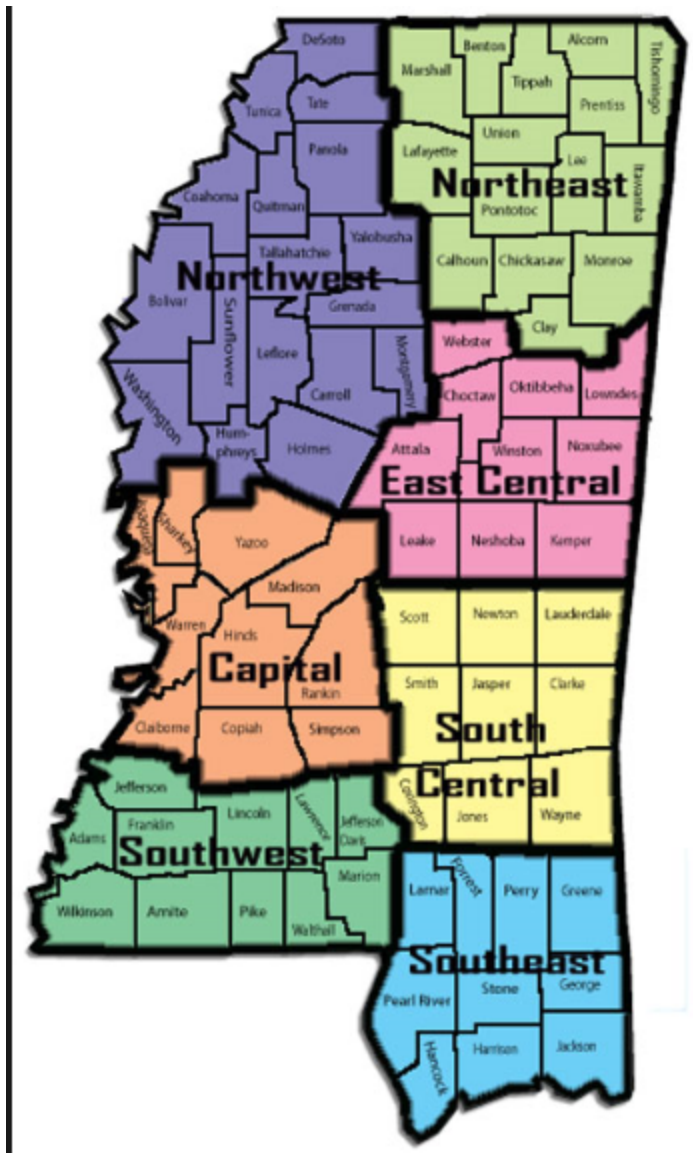 DeSoto
Tunica
Tate
Panola
Coahoma
Quitman
Tallahatchie
Yalobusha
Northwest
Bolivar
Sunflower
Grenada
Leflore
Carroll
Montgomery
Washington
Hum-
phreys
Holmes
Marshall
Benton
Tippah
Alcorn
Tishomingo
Prentiss
Union
Lafayette
Lee
Itawamba
Northeast
Pontotoc
Calhoun
Chickasaw
Monroe
Clay
Webster
Choctaw
Oktibbeha
Lowndes
Attala
Winston
Noxubee
East Central
Leake
Neshoba
Kemper
Sharkey
Yazoo
Madison
Warren
Hinds
Capital
Rankin
Claiborne
Copiah
Simpson
Scott
Newton
Lauderdale
Smith
Jasper
Clarke
South
Central
Covington
Jones
Wayne
Jefferson
Adams
Franklin
Lincoln
Lawrence
Jefferson
Davis
Southwest
Marion
Wilkinson
Amite
Pike
Walthall
Lamar
Forrest
Perry
Greene
Southeast
Pearl River
Stone
George
Hancock
Harrison
Jackson